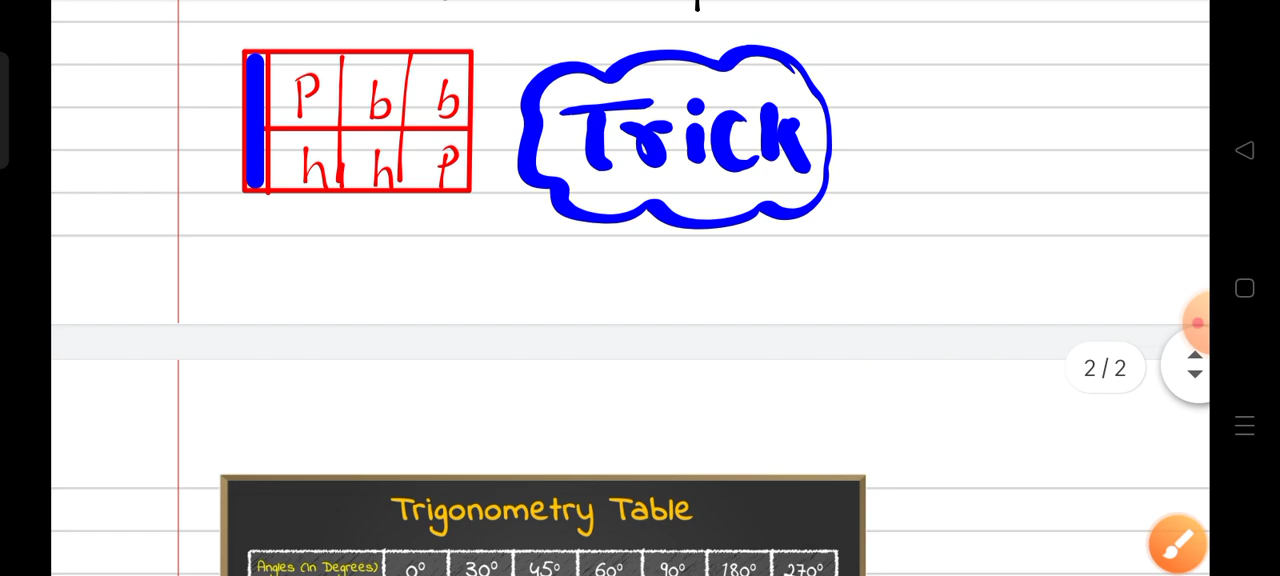 P b b
h h P
Trick
2 / 2
Trigonometry Table
Angles (In Degrees) 0° 30° 45° 60° 90° 180° 270°